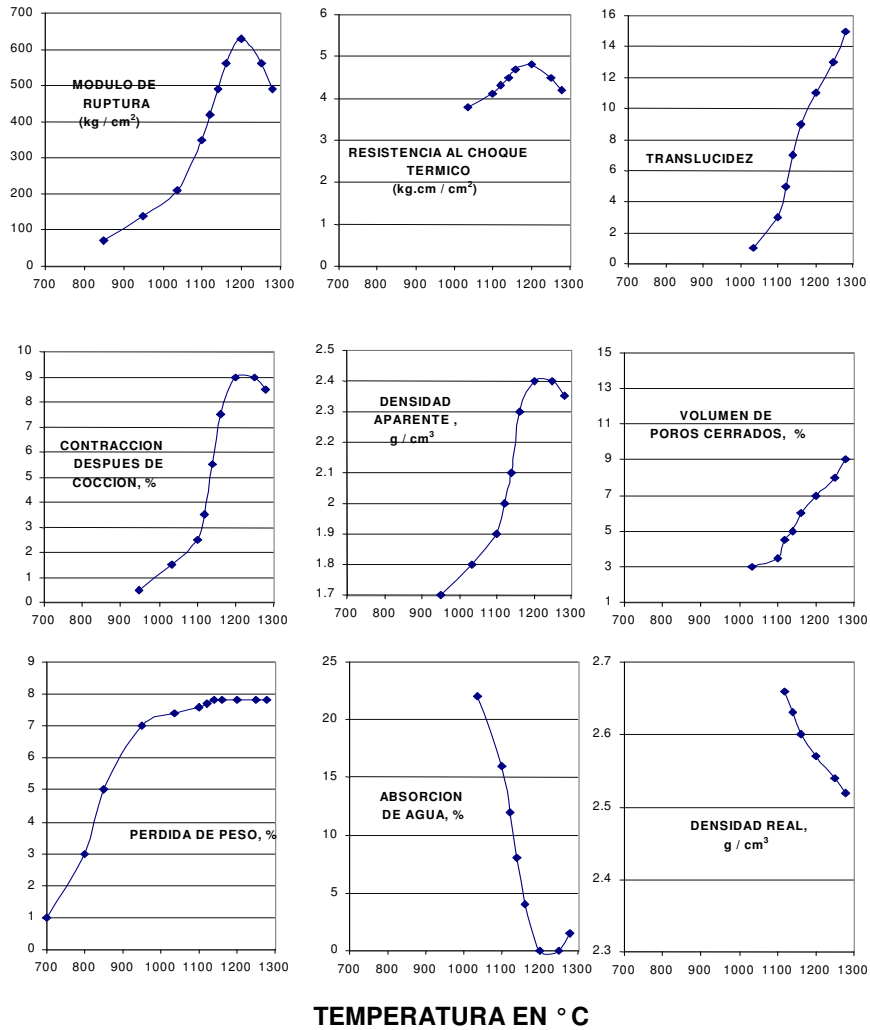 700
600
500
400
300
200
100
0
700 800 900 1000 1100 1200 1300
MODULO DE
RUPTURA
(kg / cm²)
6
5
4
3
2
1
0
700 800 900 1000 1100 1200 1300
RESISTENCIA AL CHOQUE
TERMICO
(kg.cm / cm²)
16
14
12
10
8
6
4
2
0
700 800 900 1000 1100 1200 1300
TRANSLUCIDEZ
10
9
8
7
6
5
4
3
2
1
0
700 800 900 1000 1100 1200 1300
CONTRACCION
DESPUES DE
COCCION, %
2.5
2.4
2.3
2.2
2.1
2
1.9
1.8
1.7
700 800 900 1000 1100 1200 1300
DENSIDAD
APARENTE ,
g / cm³
15
13
11
9
7
5
3
1
700 800 900 1000 1100 1200 1300
VOLUMEN DE
POROS CERRADOS, %
9
8
7
6
5
4
3
2
1
0
700 800 900 1000 1100 1200 1300
PERDIDA DE PESO, %
25
20
15
10
5
0
700 800 900 1000 1100 1200 1300
ABSORCION
DE AGUA, %
2.7
2.6
2.5
2.4
2.3
700 800 900 1000 1100 1200 1300
DENSIDAD REAL,
g / cm³
TEMPERATURA EN ° C